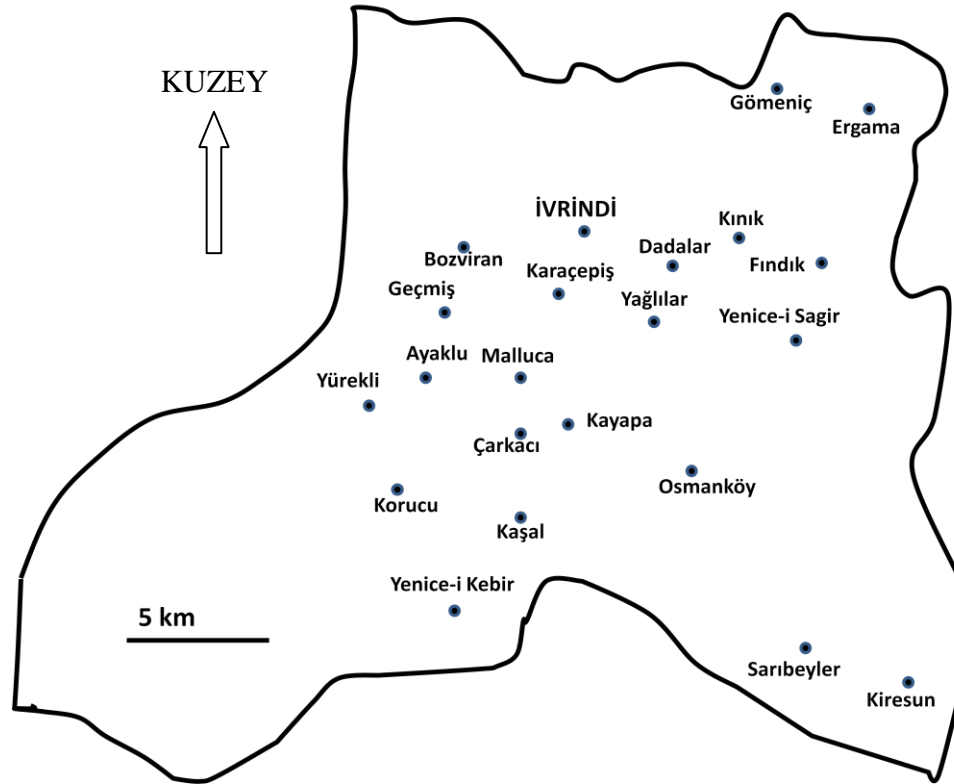 KUZEY
Gömeniç
Ergama
İVRİNDİ
Kınık
Bozviran
Dadalar
Fındık
Karaçepiş
Geçmiş
Yağlılar
Yenice-i Sagir
Ayaklu
Malluca
Yürekli
Kayapa
Çarkacı
Osmanköy
Korucu
Kaşal
Yenice-i Kebir
5 km
Sarıbeyler
Kiresun